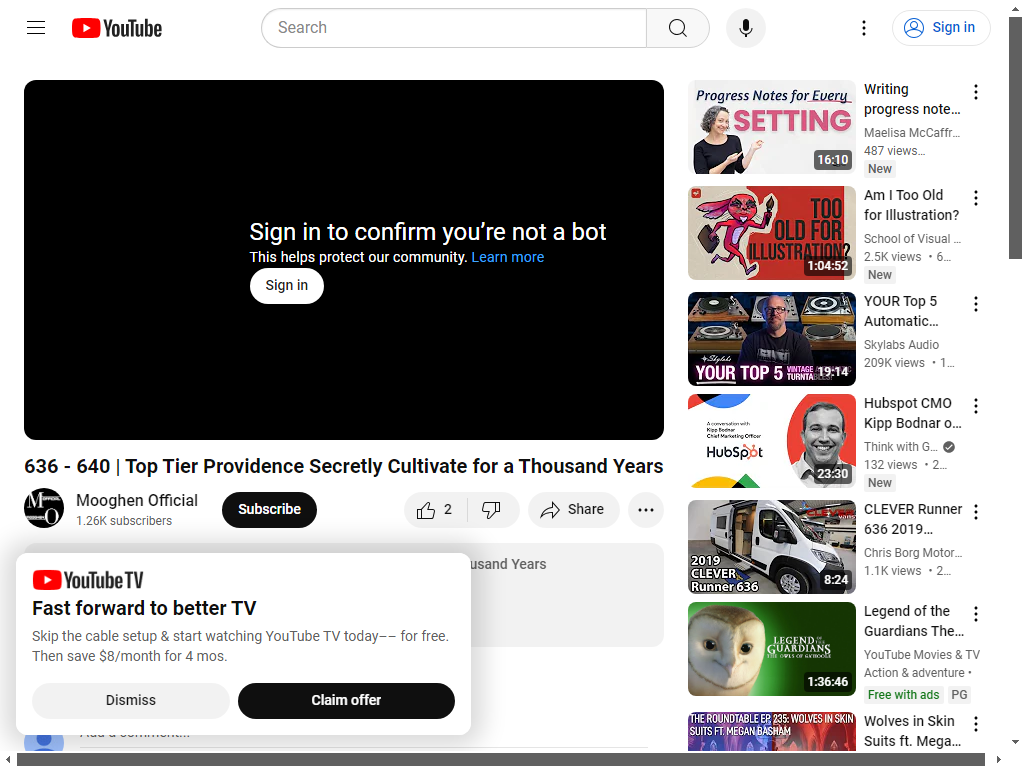 YouTube
Search
Sign in
Sign in to confirm you’re not a bot
This helps protect our community. Learn more
Sign in
636 - 640 | Top Tier Providence Secretly Cultivate for a Thousand Years
Mooghen Official
1.26K subscribers
Subscribe
2
Share
usand Years
YouTube TV
Fast forward to better TV
Skip the cable setup & start watching YouTube TV today–– for free.
Then save $8/month for 4 mos.
Dismiss
Claim offer
Add a comment...
Progress Notes for Every
SETTING
16:10
Writing
progress note…
Maelisa McCaffr…
487 views…
New
TOO
OLD FOR
ILLUSTRATION?
1:04:52
Am I Too Old
for Illustration?
School of Visual …
2.5K views • 6…
New
Skylabs
YOUR TOP 5
VINTAGE
19:14
YOUR Top 5
Automatic…
Skylabs Audio
209K views • 1…
A conversation with
Kipp Bodnar
Chief Marketing Officer
HubSpot
23:30
Hubspot CMO
Kipp Bodnar o…
Think with G…
132 views • 2…
New
2019
CLEVER
Runner 636
8:24
CLEVER Runner
636 2019…
Chris Borg Motor…
1.1K views • 2…
LEGEND OF THE
GUARDIANS
THE OWLS OF GA'HOOLE
1:36:46
Legend of the
Guardians The…
YouTube Movies & TV
Action & adventure •
Free with ads
PG
THE ROUNDTABLE EP. 235: WOLVES IN SKIN
SUITS FT. MEGAN BASHAM
Wolves in Skin
Suits ft. Mega…